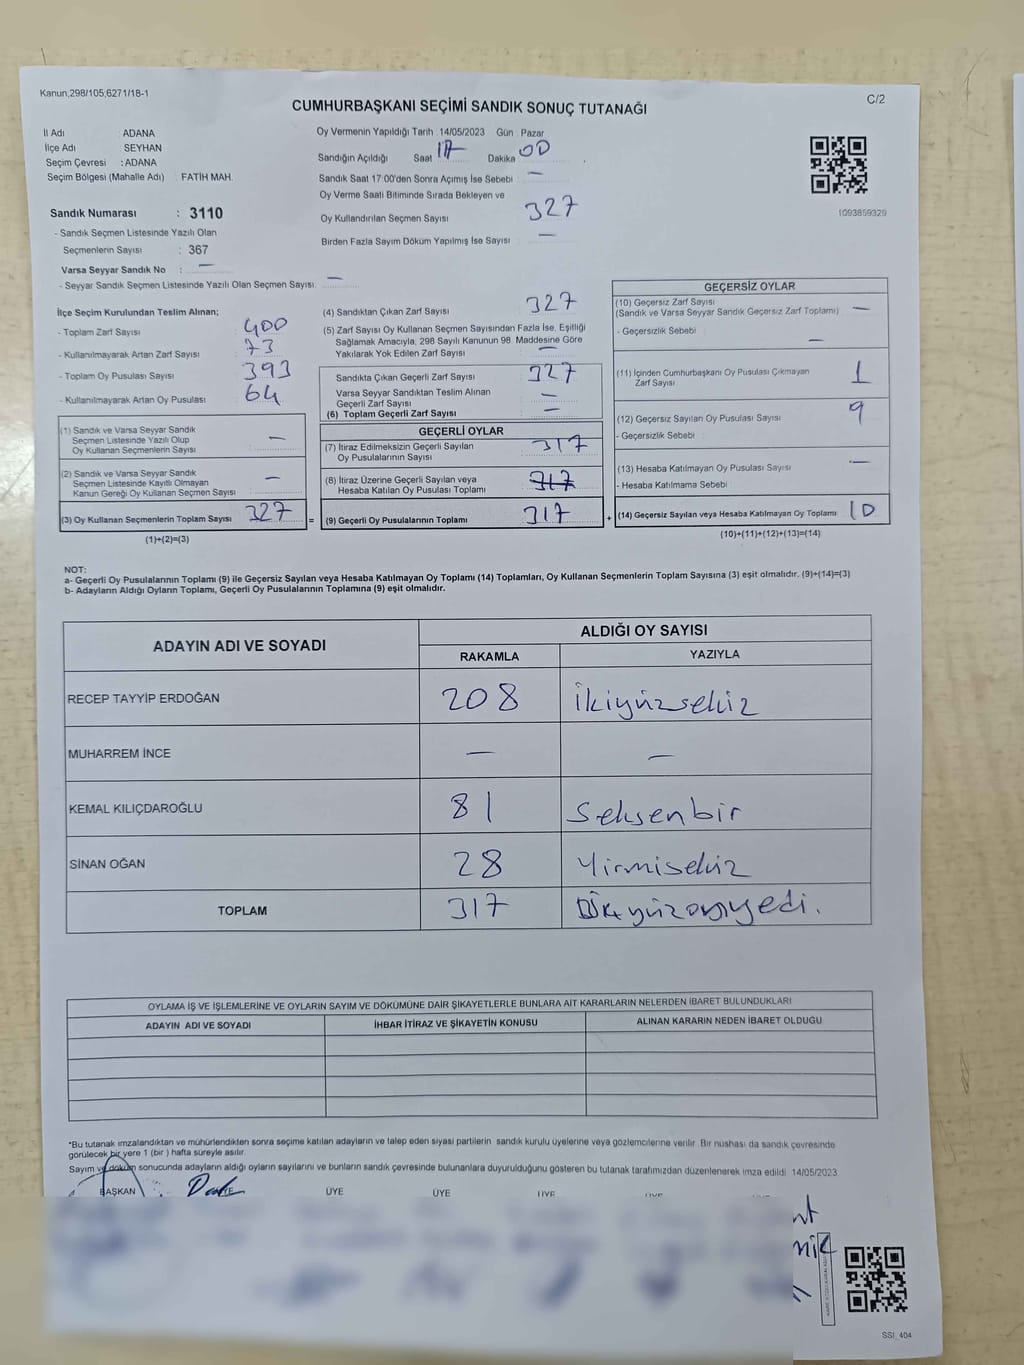 Kanun,298/105;6271/18-1
C/2
CUMHURBAŞKANI SEÇİMİ SANDIK SONUÇ TUTANAĞI
İl Adı ADANA
İlçe Adı SEYHAN
Seçim Çevresi : ADANA
Seçim Bölgesi (Mahalle Adı) : FATİH MAH.
Sandık Numarası : 3110
- Sandık Seçmen Listesinde Yazılı Olan
Seçmenlerin Sayısı : 367
Varsa Seyyar Sandık No : —
- Seyyar Sandık Seçmen Listesinde Yazılı Olan Seçmen Sayısı: —
Oy Vermenin Yapıldığı Tarih 14/05/2023 Gün Pazar
Sandığın Açıldığı Saat 17 Dakika 00
Sandık Saat 17:00'den Sonra Açımış İse Sebebi —
Oy Verme Saati Bitiminde Sırada Bekleyen ve
Oy Kullandırılan Seçmen Sayısı 327
Birden Fazla Sayım Döküm Yapılmış İse Sayısı —
1093859329
İlçe Seçim Kurulundan Teslim Alınan;
- Toplam Zarf Sayısı 400
- Kullanılmayarak Artan Zarf Sayısı 73
- Toplam Oy Pusulası Sayısı 393
- Kullanılmayarak Artan Oy Pusulası 64
(1) Sandık ve Varsa Seyyar Sandık
Seçmen Listesinde Yazılı Olup
Oy Kullanan Seçmenlerin Sayısı —
(2) Sandık ve Varsa Seyyar Sandık
Seçmen Listesinde Kayıtlı Olmayan
Kanun Gereği Oy Kullanan Seçmen Sayısı —
(3) Oy Kullanan Seçmenlerin Toplam Sayısı 327 =
(1)+(2)=(3)
(4) Sandıktan Çıkan Zarf Sayısı 327
(5) Zarf Sayısı Oy Kullanan Seçmen Sayısından Fazla İse, Eşitliği
Sağlamak Amacıyla, 298 Sayılı Kanunun 98. Maddesine Göre
Yakılarak Yok Edilen Zarf Sayısı —
Sandıkta Çıkan Geçerli Zarf Sayısı 327
Varsa Seyyar Sandıktan Teslim Alınan
Geçerli Zarf Sayısı —
(6) Toplam Geçerli Zarf Sayısı —
GEÇERLİ OYLAR
(7) İtiraz Edilmeksizin Geçerli Sayılan
Oy Pusulalarının Sayısı 317
(8) İtiraz Üzerine Geçerli Sayılan veya
Hesaba Katılan Oy Pusulası Toplamı 317
(9) Geçerli Oy Pusulalarının Toplamı 317 +
GEÇERSİZ OYLAR
(10) Geçersiz Zarf Sayısı
(Sandık ve Varsa Seyyar Sandık Geçersiz Zarf Toplamı) —
- Geçersizlik Sebebi —
(11) İçinden Cumhurbaşkanı Oy Pusulası Çıkmayan
Zarf Sayısı 1
(12) Geçersiz Sayılan Oy Pusulası Sayısı 9
- Geçersizlik Sebebi
(13) Hesaba Katılmayan Oy Pusulası Sayısı —
- Hesaba Katılmama Sebebi
(14) Geçersiz Sayılan veya Hesaba Katılmayan Oy Toplamı 10
(10)+(11)+(12)+(13)=(14)
NOT:
a- Geçerli Oy Pusulalarının Toplamı (9) ile Geçersiz Sayılan veya Hesaba Katılmayan Oy Toplamı (14) Toplamları, Oy Kullanan Seçmenlerin Toplam Sayısına (3) eşit olmalıdır. (9)+(14)=(3)
b- Adayların Aldığı Oyların Toplamı, Geçerli Oy Pusulalarının Toplamına (9) eşit olmalıdır.
ADAYIN ADI VE SOYADI ALDIĞI OY SAYISI
RAKAMLA YAZIYLA
RECEP TAYYİP ERDOĞAN 208 İkiyüzsekiz
MUHARREM İNCE — —
KEMAL KILIÇDAROĞLU 81 Seksenbir
SİNAN OĞAN 28 Yirmisekiz
TOPLAM 317
OYLAMA İŞ VE İŞLEMLERİNE VE OYLARIN SAYIM VE DÖKÜMÜNE DAİR ŞİKAYETLERLE BUNLARA AİT KARARLARIN NELERDEN İBARET BULUNDUKLARI
ADAYIN ADI VE SOYADI İHBAR İTİRAZ VE ŞİKAYETİN KONUSU ALINAN KARARIN NEDEN İBARET OLDUĞU
*Bu tutanak imzalandıktan ve mühürlendikten sonra seçime katılan adayların ve talep eden siyasi partilerin sandık kurulu üyelerine veya gözlemcilerine verilir. Bir nüshası da sandık çevresinde
görülecek bir yere 1 (bir) hafta süreyle asılır.
Sayım ve döküm sonucunda adayların aldığı oyların sayılarını ve bunların sandık çevresinde bulunanlara duyurulduğunu gösteren bu tutanak tarafımızdan düzenlenerek imza edildi. 14/05/2023
BAŞKAN ÜYE ÜYE ÜYE ÜYE
SSI_404